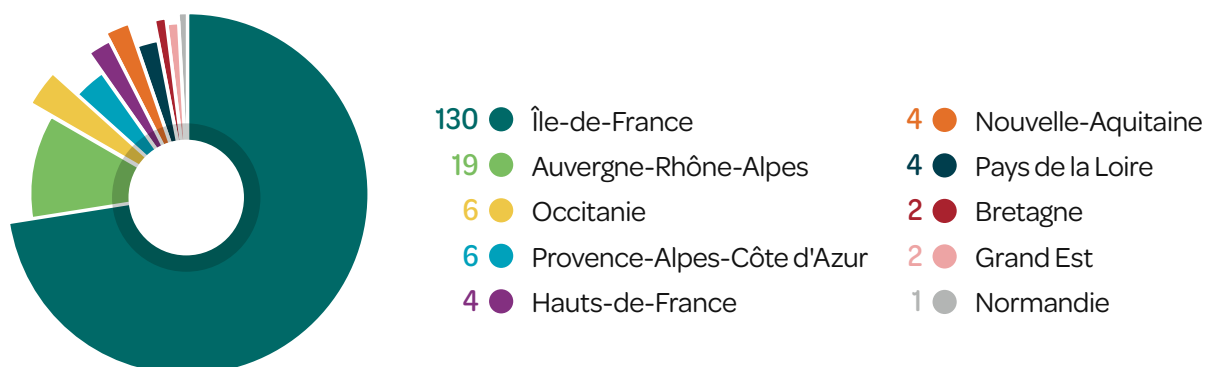 130 Île-de-France
19 Auvergne-Rhône-Alpes
6 Occitanie
6 Provence-Alpes-Côte d'Azur
4 Hauts-de-France
4 Nouvelle-Aquitaine
4 Pays de la Loire
2 Bretagne
2 Grand Est
1 Normandie